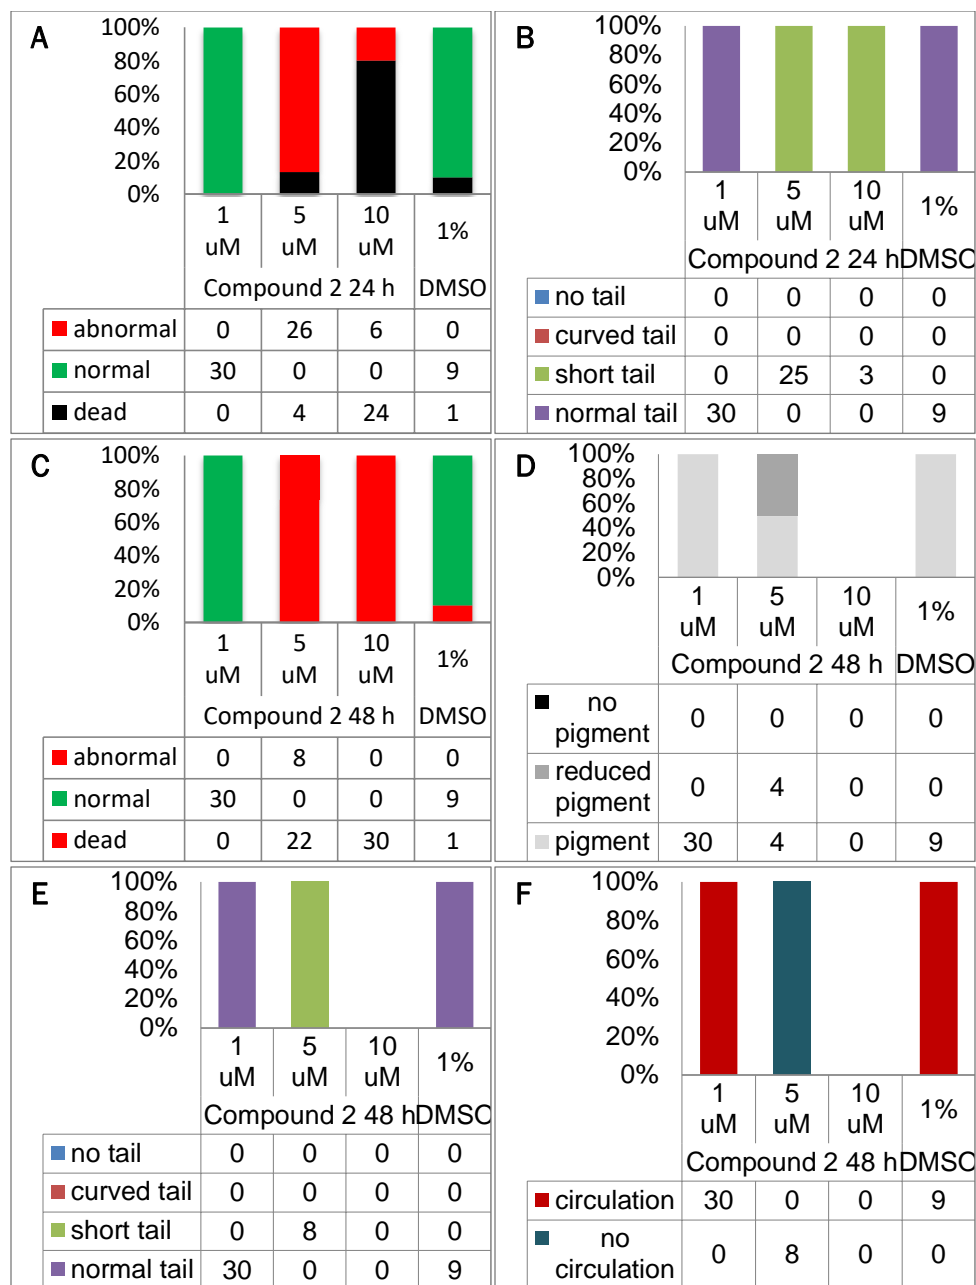 A
100%
80%
60%
40%
20%
0%
1 uM 5 uM 10 uM 1%
Compound 2 24 h DMSO
abnormal 0 26 6 0
normal 30 0 0 9
dead 0 4 24 1
B
100%
80%
60%
40%
20%
0%
1 uM 5 uM 10 uM 1%
Compound 2 24 h DMSO
no tail 0 0 0 0
curved tail 0 0 0 0
short tail 0 25 3 0
normal tail 30 0 0 9
C
100%
80%
60%
40%
20%
0%
1 uM 5 uM 10 uM 1%
Compound 2 48 h DMSO
abnormal 0 8 0 0
normal 30 0 0 9
dead 0 22 30 1
D
100%
80%
60%
40%
20%
0%
1 uM 5 uM 10 uM 1%
Compound 2 48 h DMSO
no pigment 0 0 0 0
reduced pigment 0 4 0 0
pigment 30 4 0 9
E
100%
80%
60%
40%
20%
0%
1 uM 5 uM 10 uM 1%
Compound 2 48 h DMSO
no tail 0 0 0 0
curved tail 0 0 0 0
short tail 0 8 0 0
normal tail 30 0 0 9
F
100%
80%
60%
40%
20%
0%
1 uM 5 uM 10 uM 1%
Compound 2 48 h DMSO
circulation 30 0 0 9
no circulation 0 8 0 0